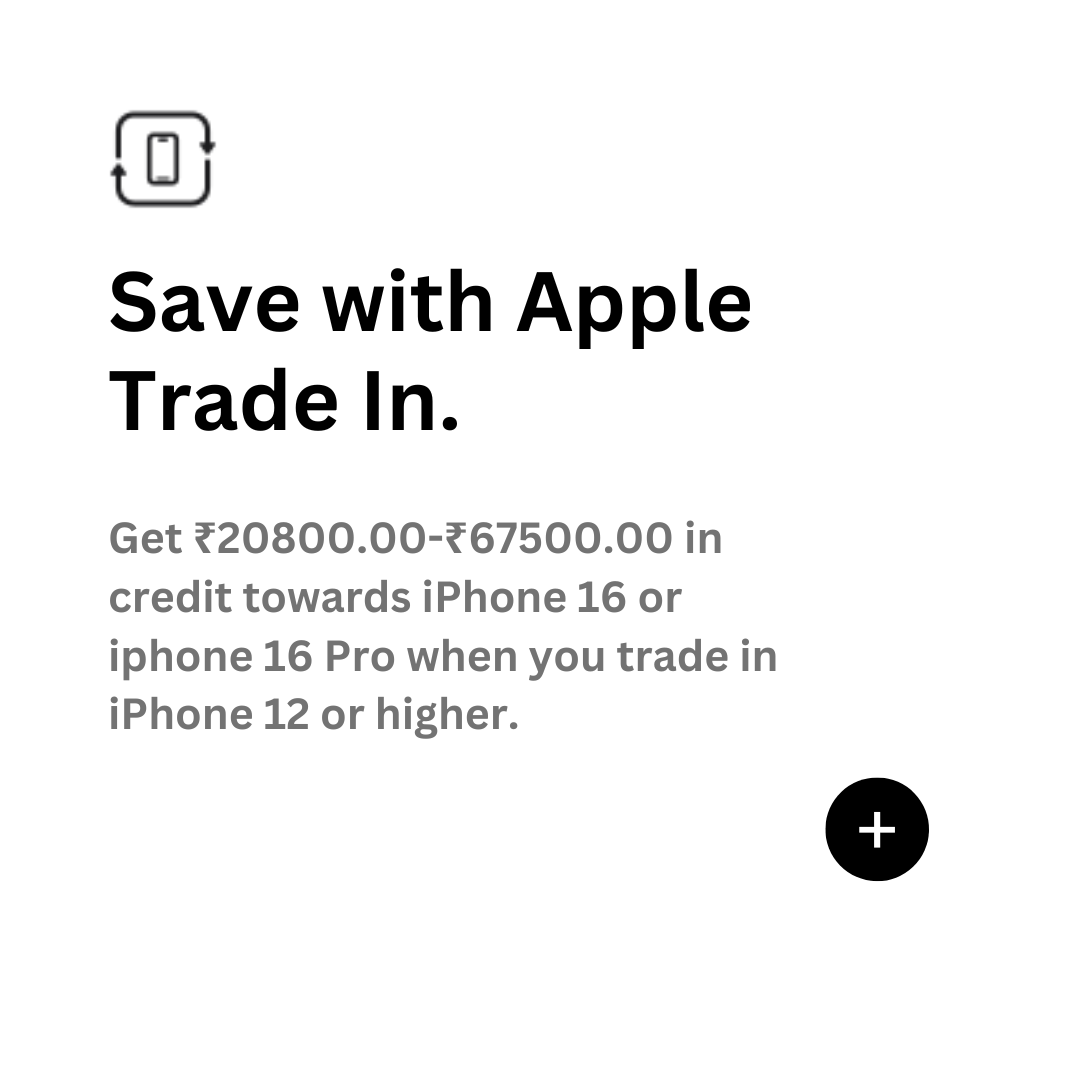 Save with Apple
Trade In.
Get ₹20800.00-₹67500.00 in
credit towards iPhone 16 or
iphone 16 Pro when you trade in
iPhone 12 or higher.
+